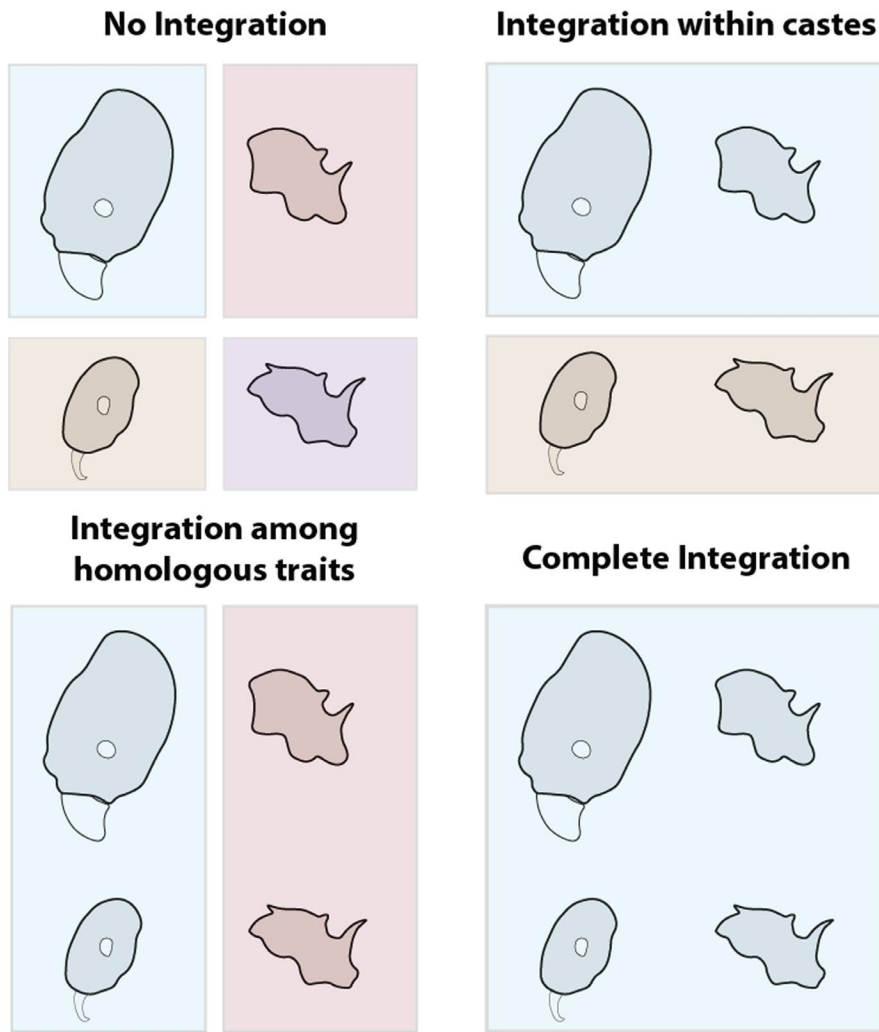 No Integration
Integration within castes
Integration among
homologous traits
Complete Integration